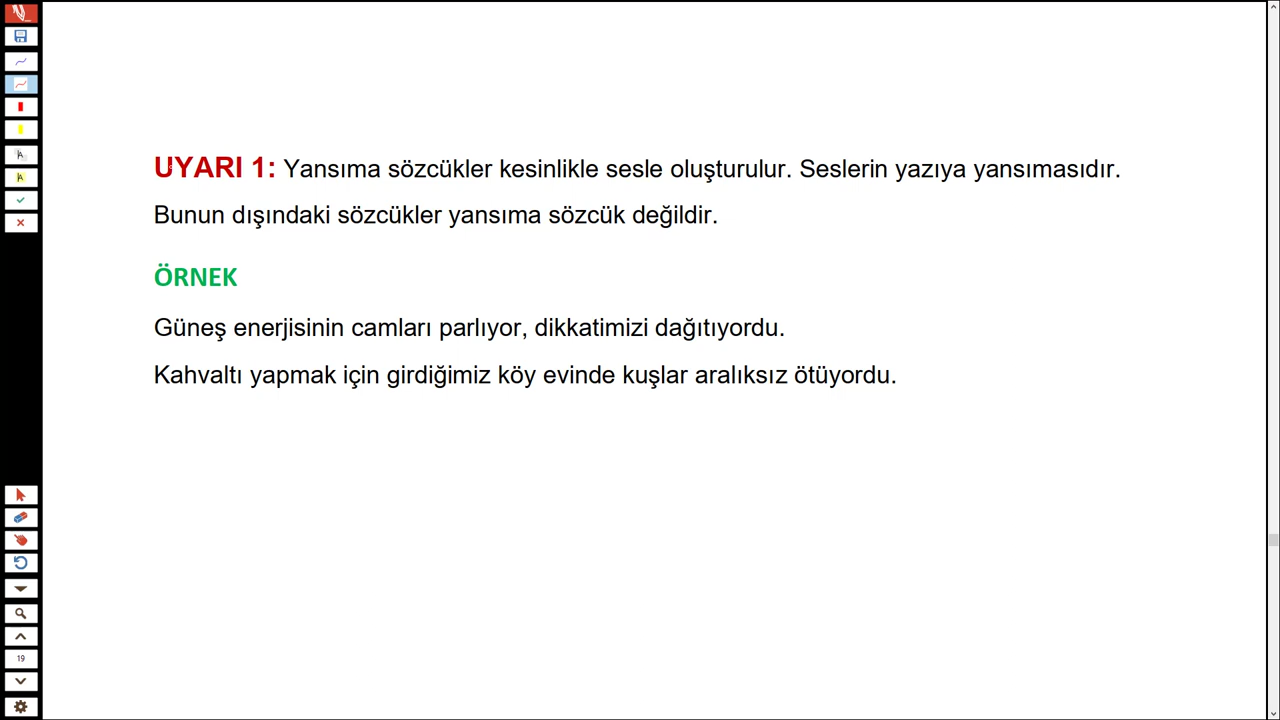 UYARI 1: Yansıma sözcükler kesinlikle sesle oluşturulur. Seslerin yazıya yansımasıdır.
Bunun dışındaki sözcükler yansıma sözcük değildir.
ÖRNEK
Güneş enerjisinin camları parlıyor, dikkatimizi dağıtıyordu.
Kahvaltı yapmak için girdiğimiz köy evinde kuşlar aralıksız ötüyordu.
A
A
19